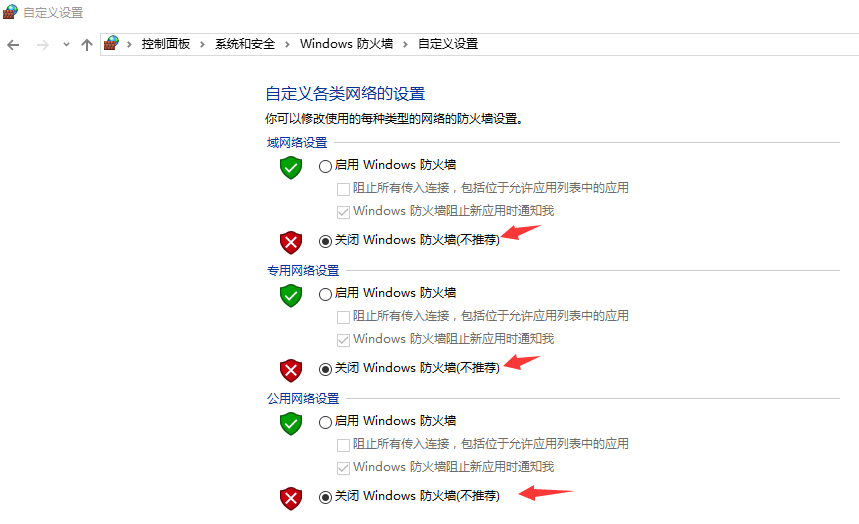 自定义设置
控制面板 › 系统和安全 › Windows 防火墙 › 自定义设置
自定义各类网络的设置
你可以修改使用的每种类型的网络的防火墙设置。
域网络设置
启用 Windows 防火墙
阻止所有传入连接，包括位于允许应用列表中的应用
Windows 防火墙阻止新应用时通知我
关闭 Windows 防火墙(不推荐)
专用网络设置
启用 Windows 防火墙
阻止所有传入连接，包括位于允许应用列表中的应用
Windows 防火墙阻止新应用时通知我
关闭 Windows 防火墙(不推荐)
公用网络设置
启用 Windows 防火墙
阻止所有传入连接，包括位于允许应用列表中的应用
Windows 防火墙阻止新应用时通知我
关闭 Windows 防火墙(不推荐)